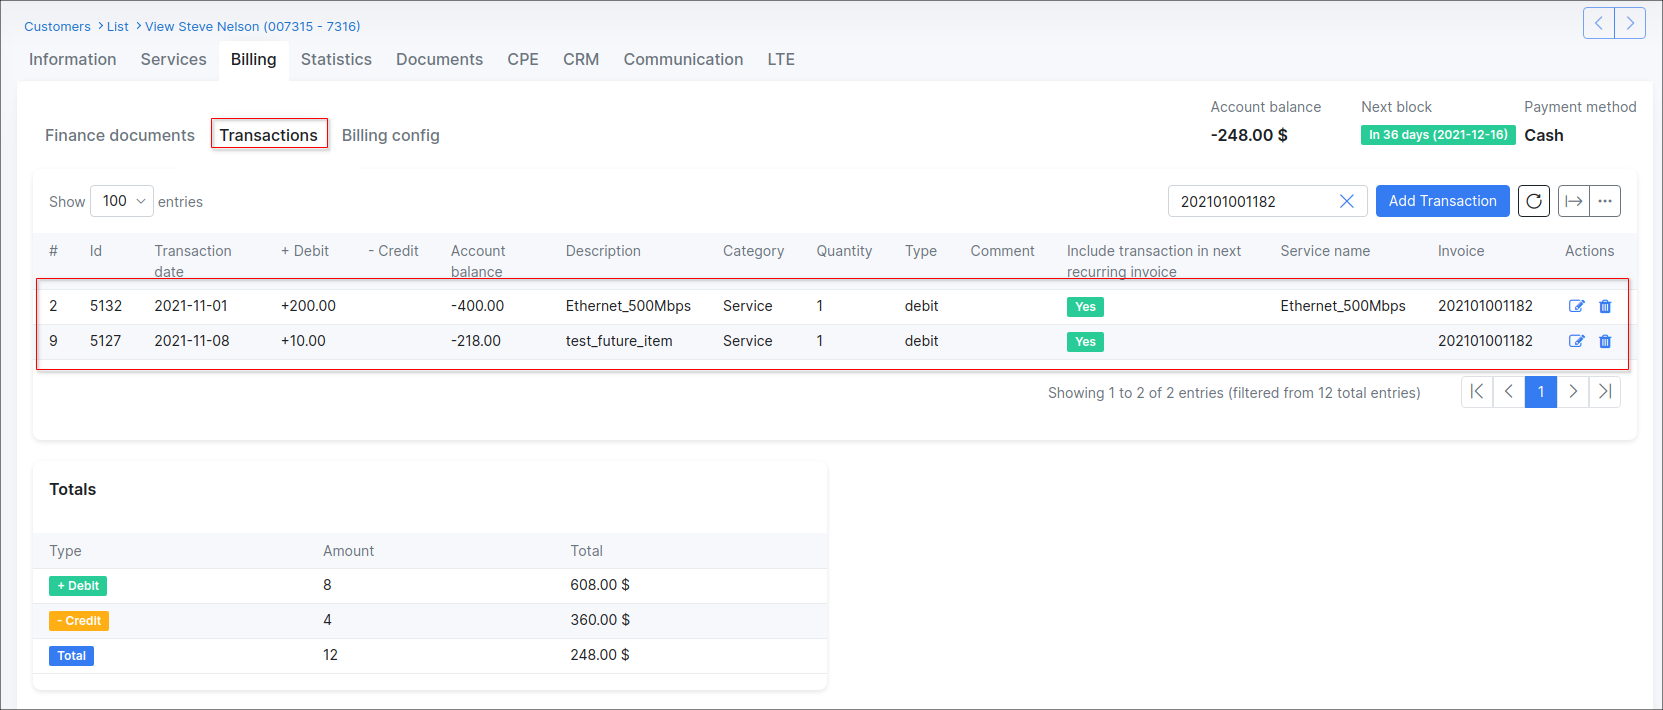 Customers > List > View Steve Nelson (007315 - 7316)
Information Services Billing Statistics Documents CPE CRM Communication LTE
Account balance Next block Payment method
Finance documents Transactions Billing config -248.00 $ In 36 days (2021-12-16) Cash
Show 100 entries 202101001182 Add Transaction
# Id Transaction date + Debit - Credit Account balance Description Category Quantity Type Comment Include transaction in next recurring invoice Service name Invoice Actions
2 5132 2021-11-01 +200.00 -400.00 Ethernet_500Mbps Service 1 debit Yes Ethernet_500Mbps 202101001182
9 5127 2021-11-08 +10.00 -218.00 test_future_item Service 1 debit Yes 202101001182
Showing 1 to 2 of 2 entries (filtered from 12 total entries) 1
Totals
Type Amount Total
+ Debit 8 608.00 $
- Credit 4 360.00 $
Total 12 248.00 $